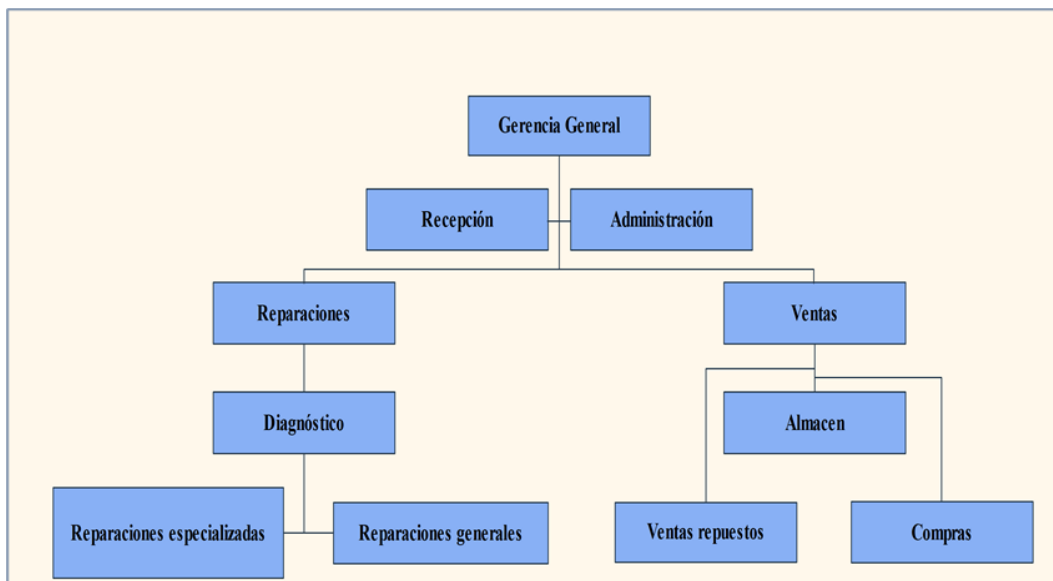 Gerencia General
Recepción
Administración
Reparaciones
Ventas
Diagnóstico
Almacen
Reparaciones especializadas
Reparaciones generales
Ventas repuestos
Compras